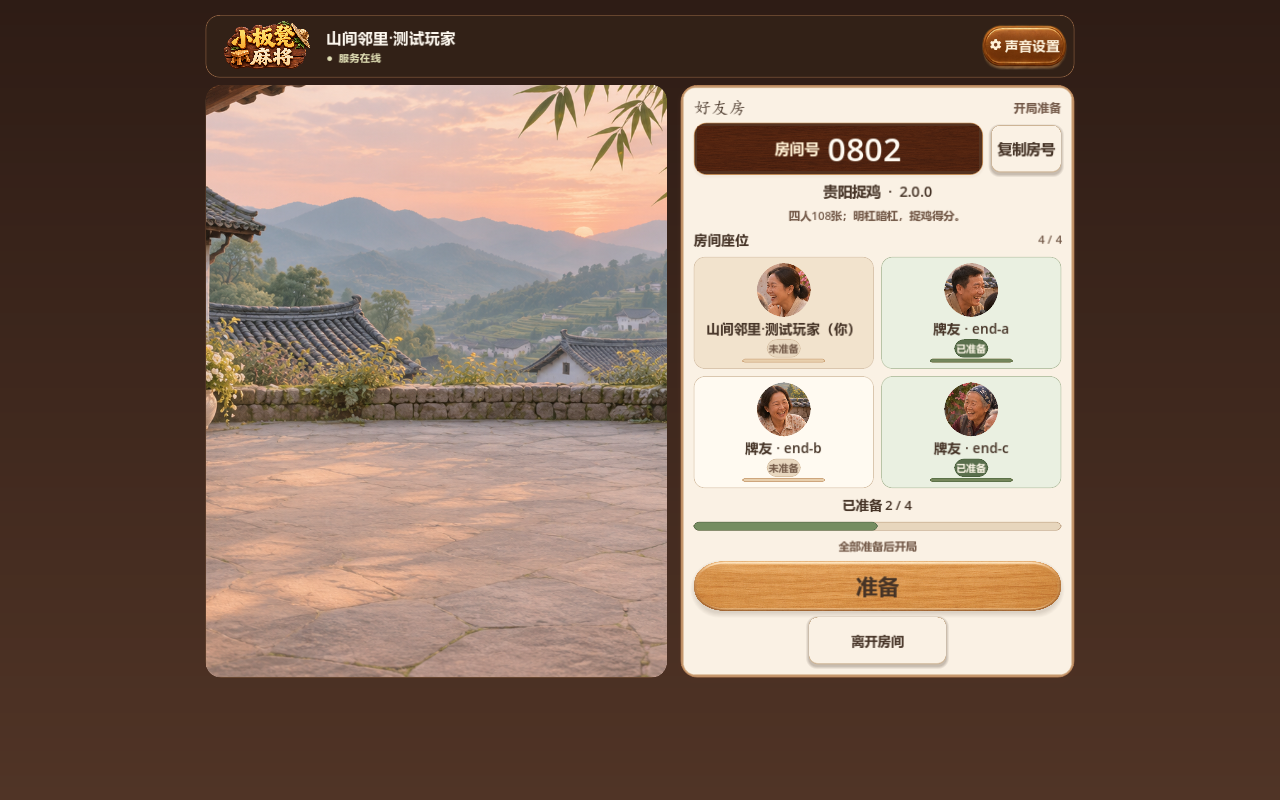 小板凳
麻将
山间邻里·测试玩家
服务在线
声音设置
好友房
开局准备
房间号 0802
复制房号
贵阳捉鸡 · 2.0.0
四人108张；明杠暗杠，捉鸡得分。
房间座位
4 / 4
山间邻里·测试玩家（你）
未准备
牌友 · end-a
已准备
牌友 · end-b
未准备
牌友 · end-c
已准备
已准备 2 / 4
全部准备后开局
准备
离开房间